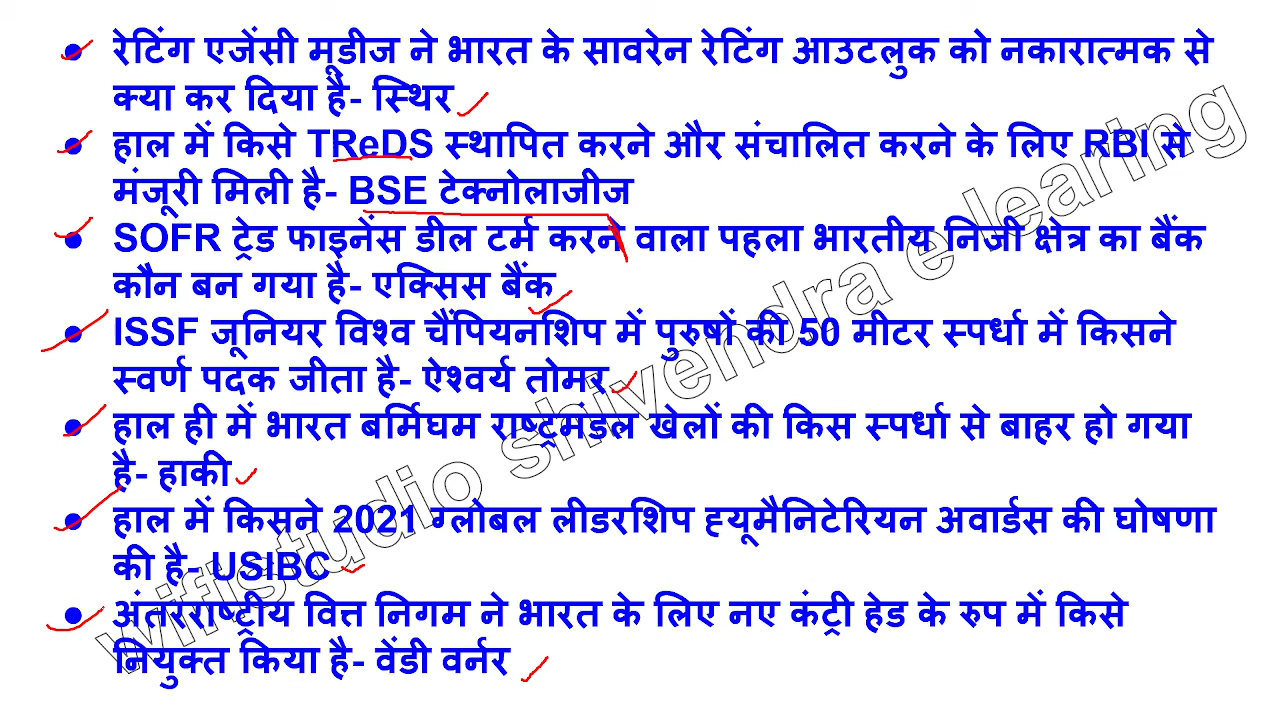 ● रेटिंग एजेंसी मूडीज ने भारत के सावरेन रेटिंग आउटलुक को नकारात्मक से
क्या कर दिया है- स्थिर
● हाल में किसे TReDS स्थापित करने और संचालित करने के लिए RBI से
मंजूरी मिली है- BSE टेक्नोलाजीज
● SOFR ट्रेड फाइनेंस डील टर्म करने वाला पहला भारतीय निजी क्षेत्र का बैंक
कौन बन गया है- एक्सिस बैंक
● ISSF जूनियर विश्व चैंपियनशिप में पुरुषों की 50 मीटर स्पर्धा में किसने
स्वर्ण पदक जीता है- ऐश्वर्य तोमर
● हाल ही में भारत बर्मिघम राष्ट्रमंडल खेलों की किस स्पर्धा से बाहर हो गया
है- हाकी
● हाल में किसने 2021 ग्लोबल लीडरशिप ह्यूमैनिटेरियन अवार्डस की घोषणा
की है- USIBC
● अंतरराष्ट्रीय वित्त निगम ने भारत के लिए नए कंट्री हेड के रुप में किसे
नियुक्त किया है- वेंडी वर्नर
wifistudio shivendra e learing